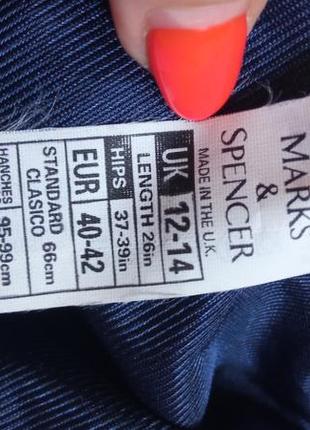 MARKS
&
SPENCER
MADE IN THE U.K.
UK 12-14
LENGTH 26in
HIPS 37-39in
EUR 40-42
STANDARD 66cm
CLASICO
HANCHES 95-99cm